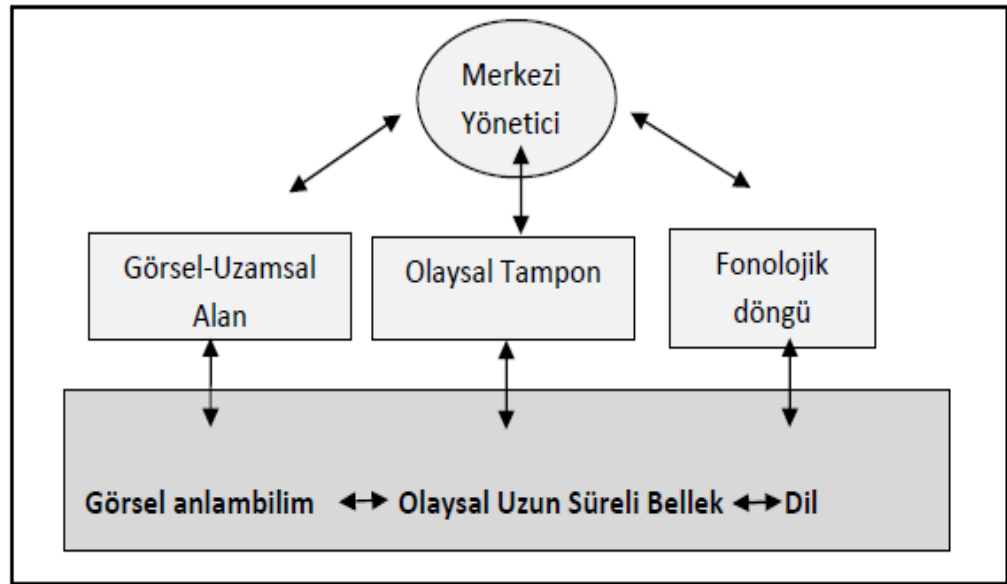 Merkezi
Yönetici
Görsel-Uzamsal
Alan
Olaysal Tampon
Fonolojik
döngü
Görsel anlambilim Olaysal Uzun Süreli Bellek Dil